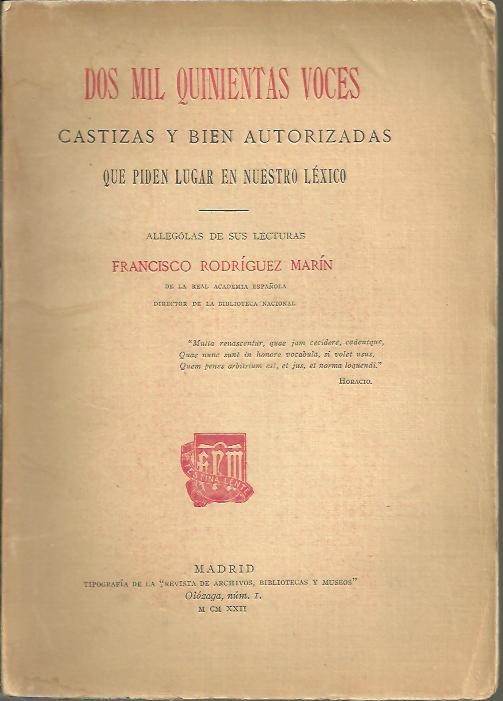 DOS MIL QUINIENTAS VOCES
CASTIZAS Y BIEN AUTORIZADAS
QUE PIDEN LUGAR EN NUESTRO LÉXICO
ALLEGÓLAS DE SUS LECTURAS
FRANCISCO RODRÍGUEZ MARÍN
DE LA REAL ACADEMIA ESPAÑOLA
DIRECTOR DE LA BIBLIOTECA NACIONAL
"Multa renascentur, quae jam cecidere, cadentque,
Quae nunc sunt in honore vocabula, si volet usus,
Quem penes arbitrium est, et jus, et norma loquendi."
HORACIO.
FRM
FESTINA LENTE
MADRID
TIPOGRAFÍA DE LA "REVISTA DE ARCHIVOS, BIBLIOTECAS Y MUSEOS"
Olózaga, núm. 1.
M CM XXII